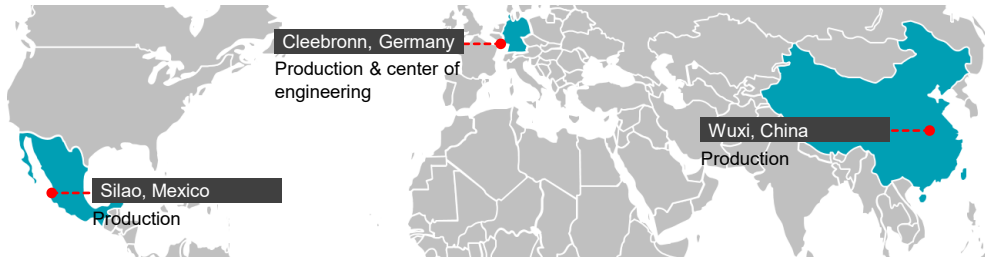 Cleebronn, Germany
Production & center of
engineering
Wuxi, China
Production
Silao, Mexico
Production